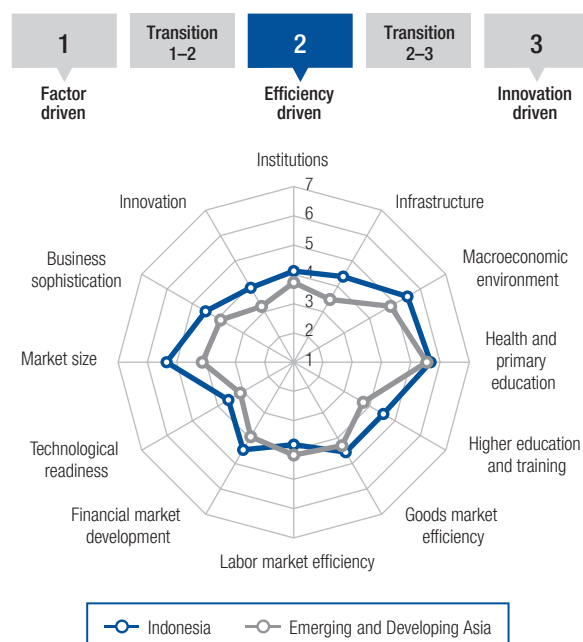 1
Transition
1–2
2
Transition
2–3
3
Factor
driven
Efficiency
driven
Innovation
driven
Institutions
7
6
5
4
3
2
1
Infrastructure
Macroeconomic
environment
Health and
primary
education
Higher education
and training
Goods market
efficiency
Labor market efficiency
Financial market
development
Technological
readiness
Market size
Business
sophistication
Innovation
Indonesia
Emerging and Developing Asia